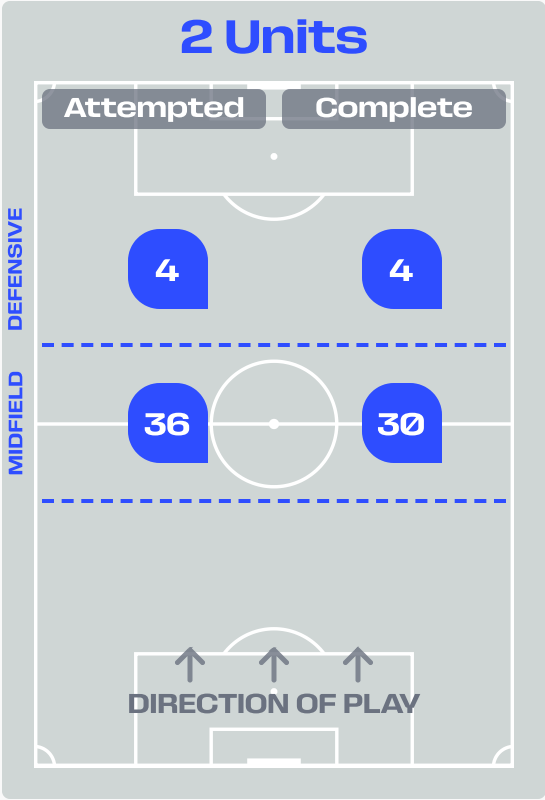 2 Units
Attempted Complete
DEFENSIVE
4 4
MIDFIELD
36 30
DIRECTION OF PLAY